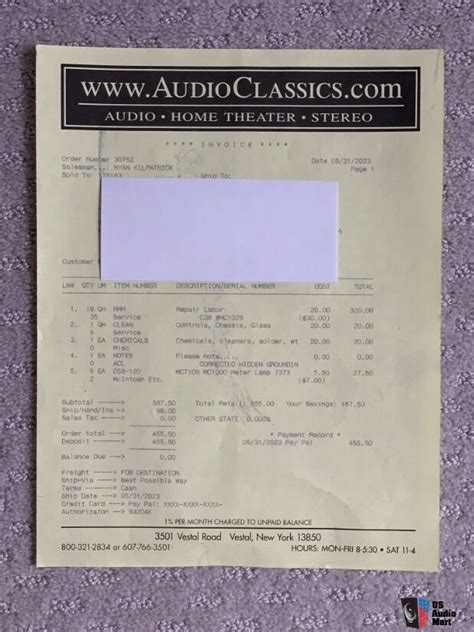 www.AudioClassics.com
AUDIO • HOME THEATER • STEREO
* * * * I N V O I C E * * * *
Order Number 30752
Date 05/31/2023
Salesman...: RYAN KILPATRICK
Page 1
Sold To:
Ship To:
Customer
LN# QTY UM ITEM NUMBER DESCRIPTION/SERIAL NUMBER COST TOTAL
1. QH RMH Repair Labor. 20.00 320.00
35 Service ($30.00)
2. 1 QH CLEAN Controls, Chassis, Glass 20.00 20.00
5 Service
3. 1 EA CHEMICALS Chemicals, cleaners, solder, et 20.00
0 Misc
4. 1 EA NOTES Please note.... 0.00 0.00
0 ACL CORRECTED HIDDEN GROUNDIN
5. 5 EA MC7105 MC1000 Meter Lamp 7373 5.50 27.50
2 McIntosh Etc. ($7.00)
Subtotal ----> 387.50 Total Retail 555.00 Your Savings: 167.50
Ship/Hand/Ins -> 68.00
Sales Tax -> OTHER STATE 0.000%
Order total ---> 455.50 * Payment Record *
Deposit ----> 455.50 05/31/2023 Pay Pal 455.50
Balance Due ---> 0.00
Freight ----> FOB DESTINATION
Ship-Via ----> Best Possible Way
Terms ----> Cash
Ship Date ----> 05/31/2023
Credit Card ---> Pay Pal: XXXX-XXXX-XXXX-
Authorizaion --> 93204K
1% PER MONTH CHARGED TO UNPAID BALANCE
3501 Vestal Road Vestal, New York 13850
800-321-2834 or 607-766-3501 HOURS: MON-FRI 8-5:30 • SAT 11-4
US Audio Mart